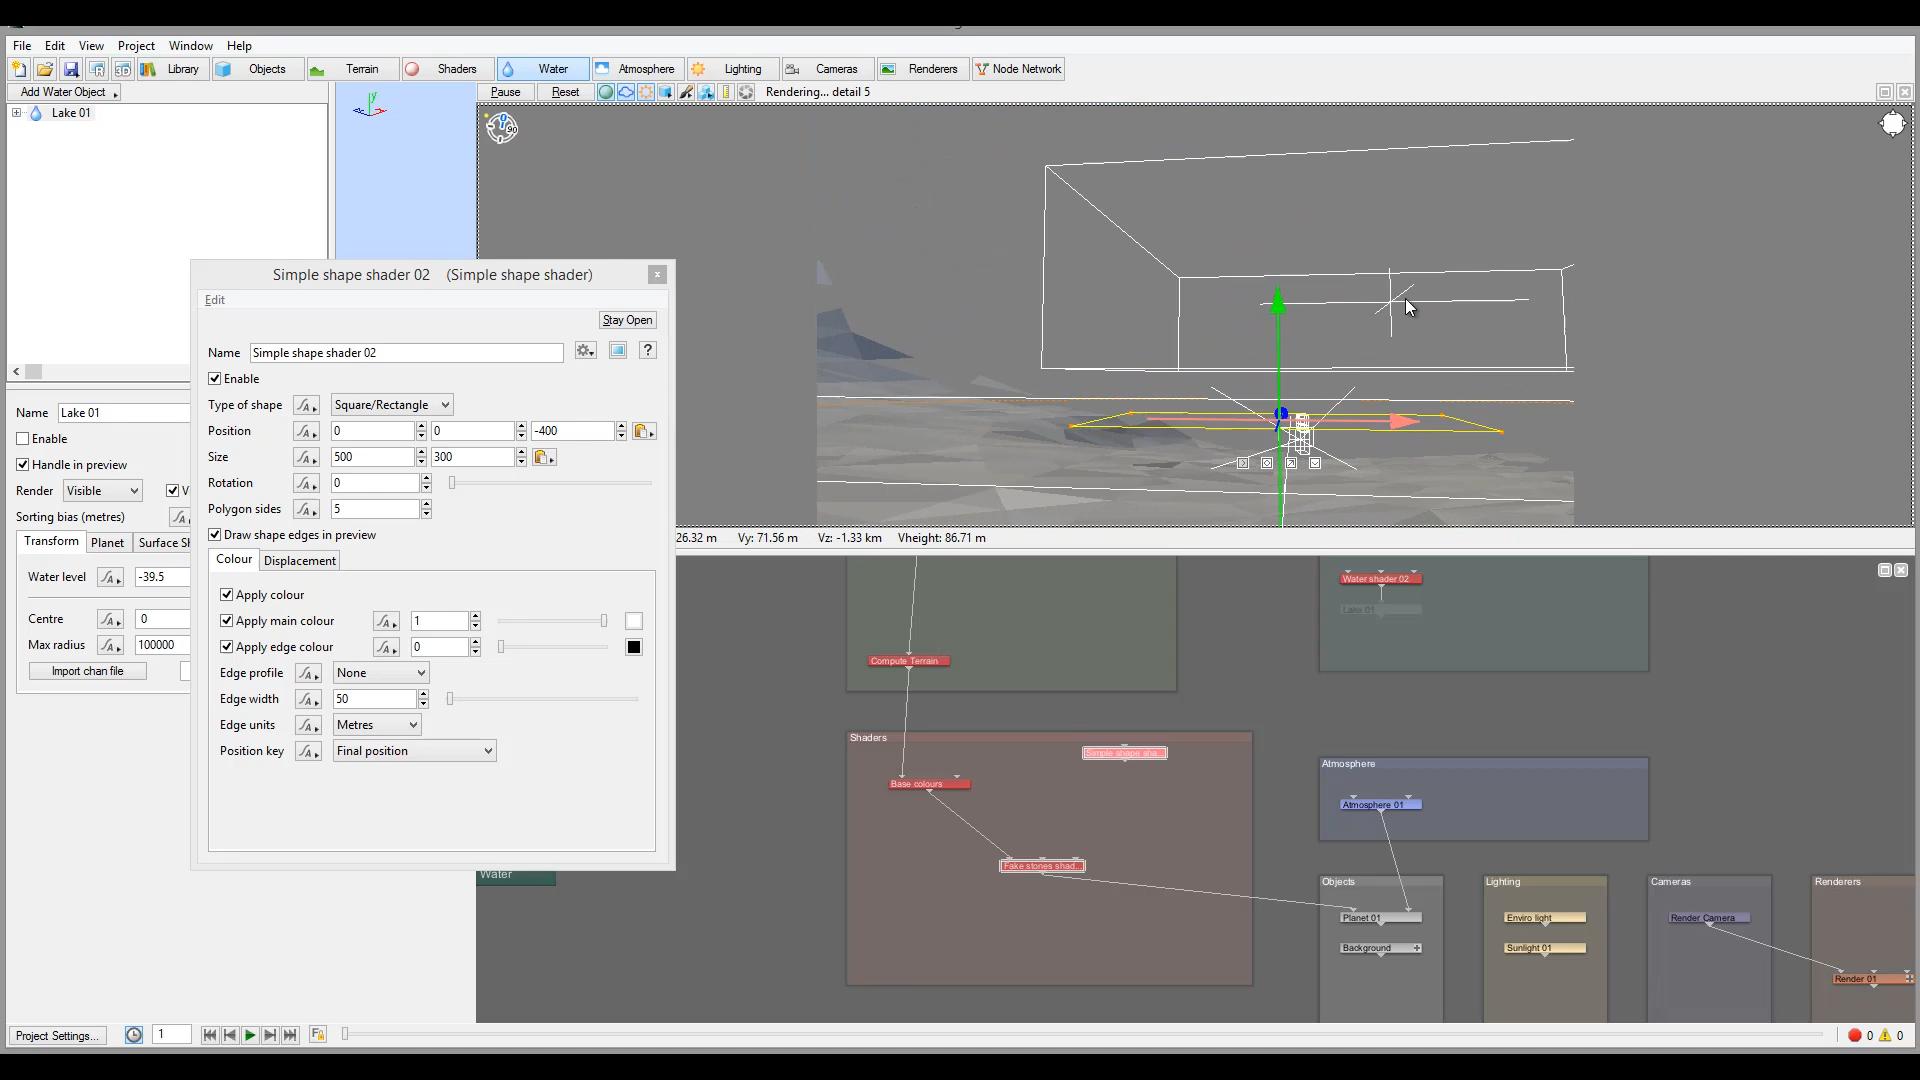 File Edit View Project Window Help
Library Objects Terrain Shaders Water Atmosphere Lighting Cameras Renderers Node Network
Add Water Object Pause Reset Rendering... detail 5
Lake 01
y
90
Simple shape shader 02 (Simple shape shader)
Edit
Stay Open
Name Simple shape shader 02 ?
Enable
Type of shape Square/Rectangle
Position 0 0 -400
Size 500 300
Rotation 0
Polygon sides 5
Draw shape edges in preview
Colour Displacement
Apply colour
Apply main colour 1
Apply edge colour 0
Edge profile None
Edge width 50
Edge units Metres
Position key Final position
Name Lake 01
Enable
Handle in preview
Render Visible V
Sorting bias (metres)
Transform Planet Surface Sh
Water level -39.5
Centre 0
Max radius 100000
Import chan file
26.32 m Vy: 71.56 m Vz: -1.33 km Vheight: 86.71 m
Water shader 02
Lake 01
Compute Terrain
Shaders
Simple shape sha...
Base colours
Fake stones shad...
Water
Atmosphere
Atmosphere 01
Objects
Planet 01
Background
Lighting
Enviro light
Sunlight 01
Cameras
Render Camera
Renderers
Render 01
Project Settings... 1 0 0